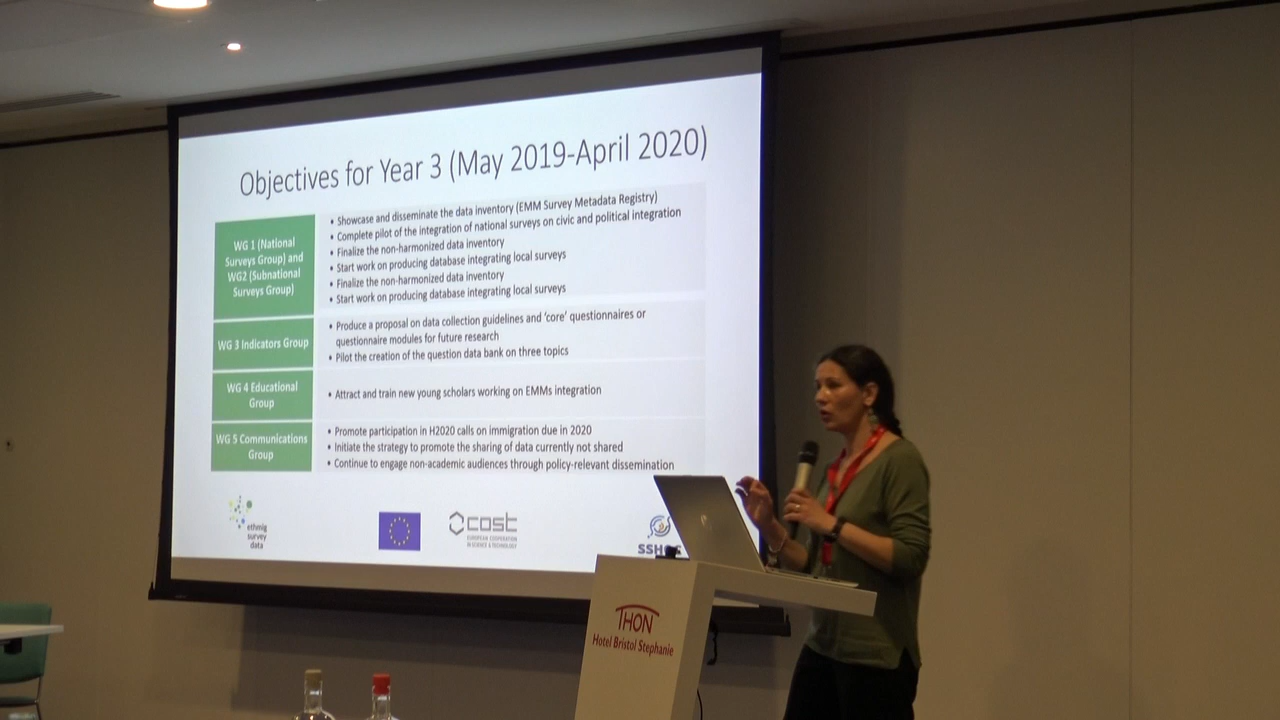 Objectives for Year 3 (May 2019-April 2020)
WG 1 (National
Surveys Group) and
WG2 (Subnational
Surveys Group)
• Showcase and disseminate the data inventory (EMM Survey Metadata Registry)
• Complete pilot of the integration of national surveys on civic and political integration
• Finalize the non-harmonized data inventory
• Start work on producing database integrating local surveys
• Finalize the non-harmonized data inventory
• Start work on producing database integrating local surveys
WG 3 Indicators Group
• Produce a proposal on data collection guidelines and ‘core’ questionnaires or
questionnaire modules for future research
• Pilot the creation of the question data bank on three topics
WG 4 Educational
Group
• Attract and train new young scholars working on EMMs integration
WG 5 Communications
Group
• Promote participation in H2020 calls on immigration due in 2020
• Initiate the strategy to promote the sharing of data currently not shared
• Continue to engage non-academic audiences through policy-relevant dissemination
ethmig
survey
data
cost
EUROPEAN COOPERATION
IN SCIENCE & TECHNOLOGY
THON
Hotel Bristol Stephanie